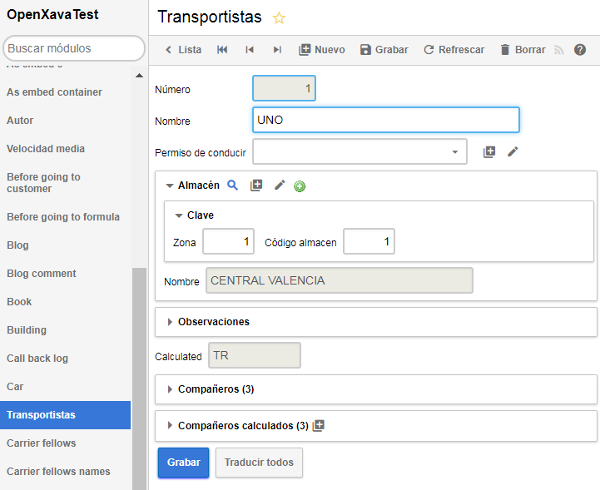 OpenXavaTest
Buscar módulos
As embed container
Autor
Velocidad media
Before going to
customer
Before going to formula
Blog
Blog comment
Book
Building
Call back log
Car
Transportistas
Carrier fellows
Carrier fellows names
Transportistas
Lista Nuevo Grabar Refrescar Borrar
Número 1
Nombre UNO
Permiso de conducir
Almacén
Clave
Zona 1 Código almacen 1
Nombre CENTRAL VALENCIA
Observaciones
Calculated TR
Compañeros (3)
Compañeros calculados (3)
Grabar Traducir todos